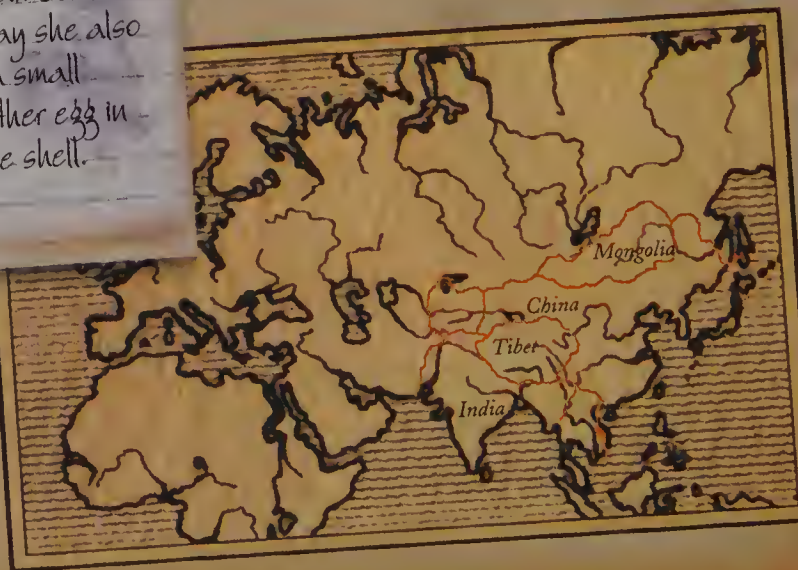 ay she also
small
ther egg in
e shell.
Mongolia
China
Tibet
India